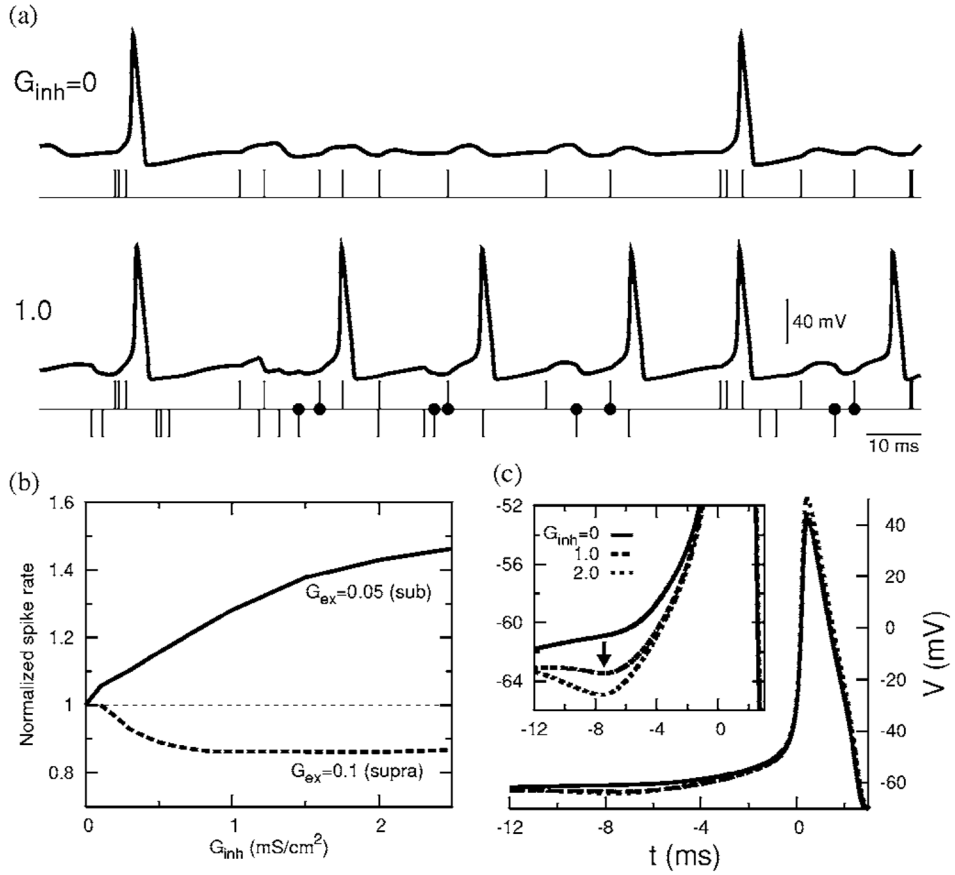 (a)
G_inh=0
1.0
40 mV
10 ms
(b)
1.6
1.4
1.2
1
0.8
Normalized spike rate
G_ex=0.05 (sub)
G_ex=0.1 (supra)
0
1
2
G_inh (mS/cm²)
(c)
-52
-56
-60
-64
G_inh=0
1.0
2.0
-12
-8
-4
0
40
20
0
-20
-40
-60
V (mV)
-12
-8
-4
0
t (ms)